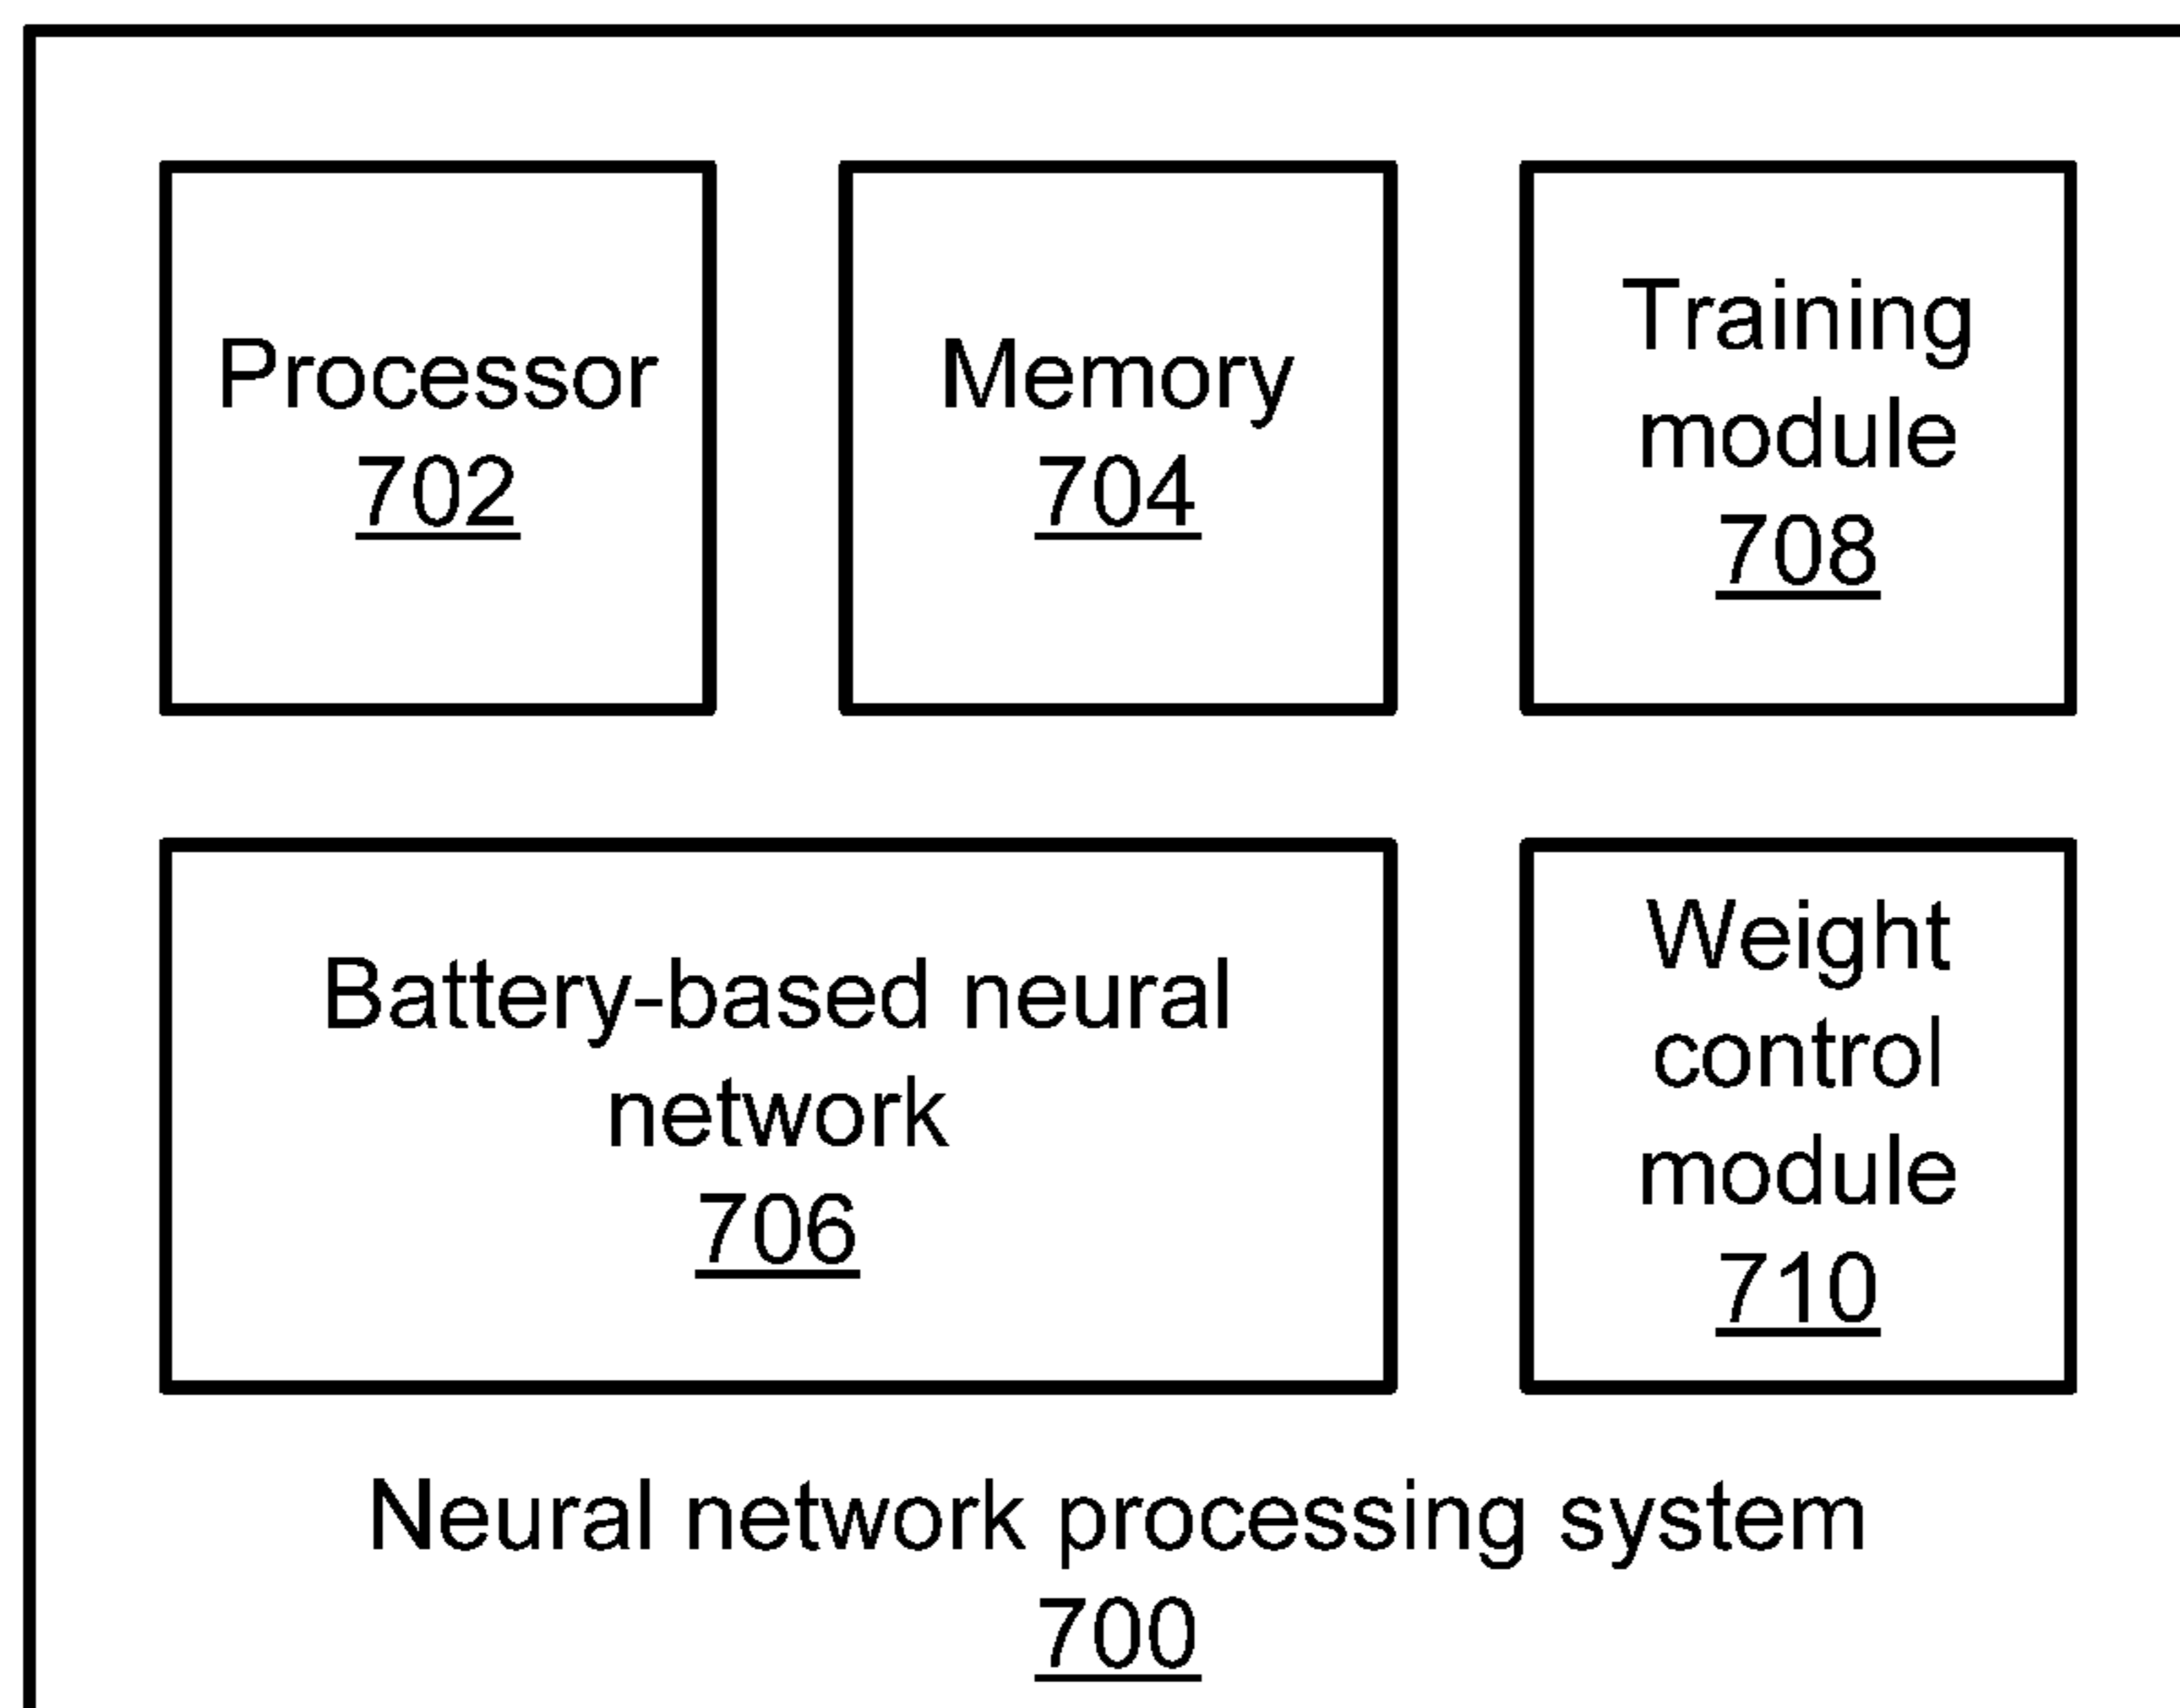 Processor
702
Memory
704
Training
module
708
Battery-based neural
network
706
Weight
control
module
710
Neural network processing system
700